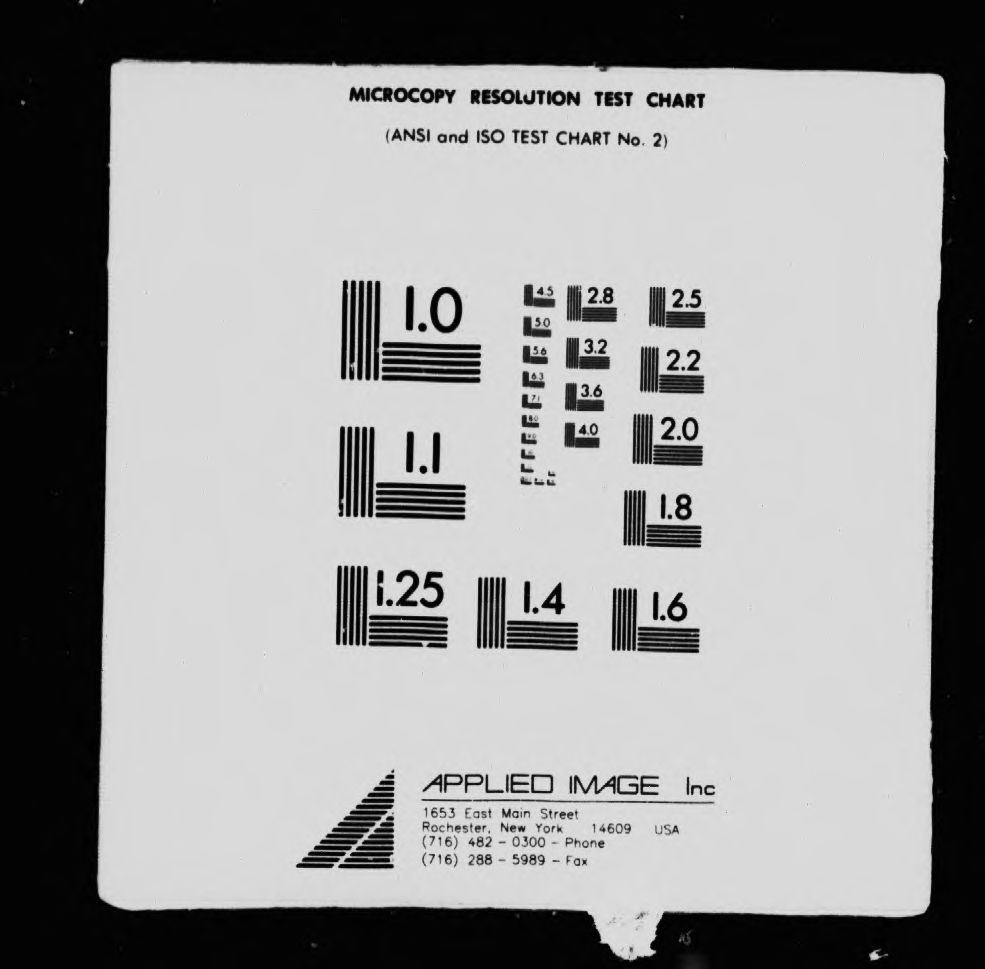 MICROCOPY RESOLUTION TEST CHART
(ANSI and ISO TEST CHART No. 2)
1.0
1.1
1.25
1.4
1.6
1.8
2.0
2.2
2.5
2.8
3.2
3.6
4.0
4.5
5.0
5.6
6.3
7.1
8.0
9.0
APPLIED IMAGE Inc
1653 East Main Street
Rochester, New York 14609 USA
(716) 482 - 0300 - Phone
(716) 288 - 5989 - Fax